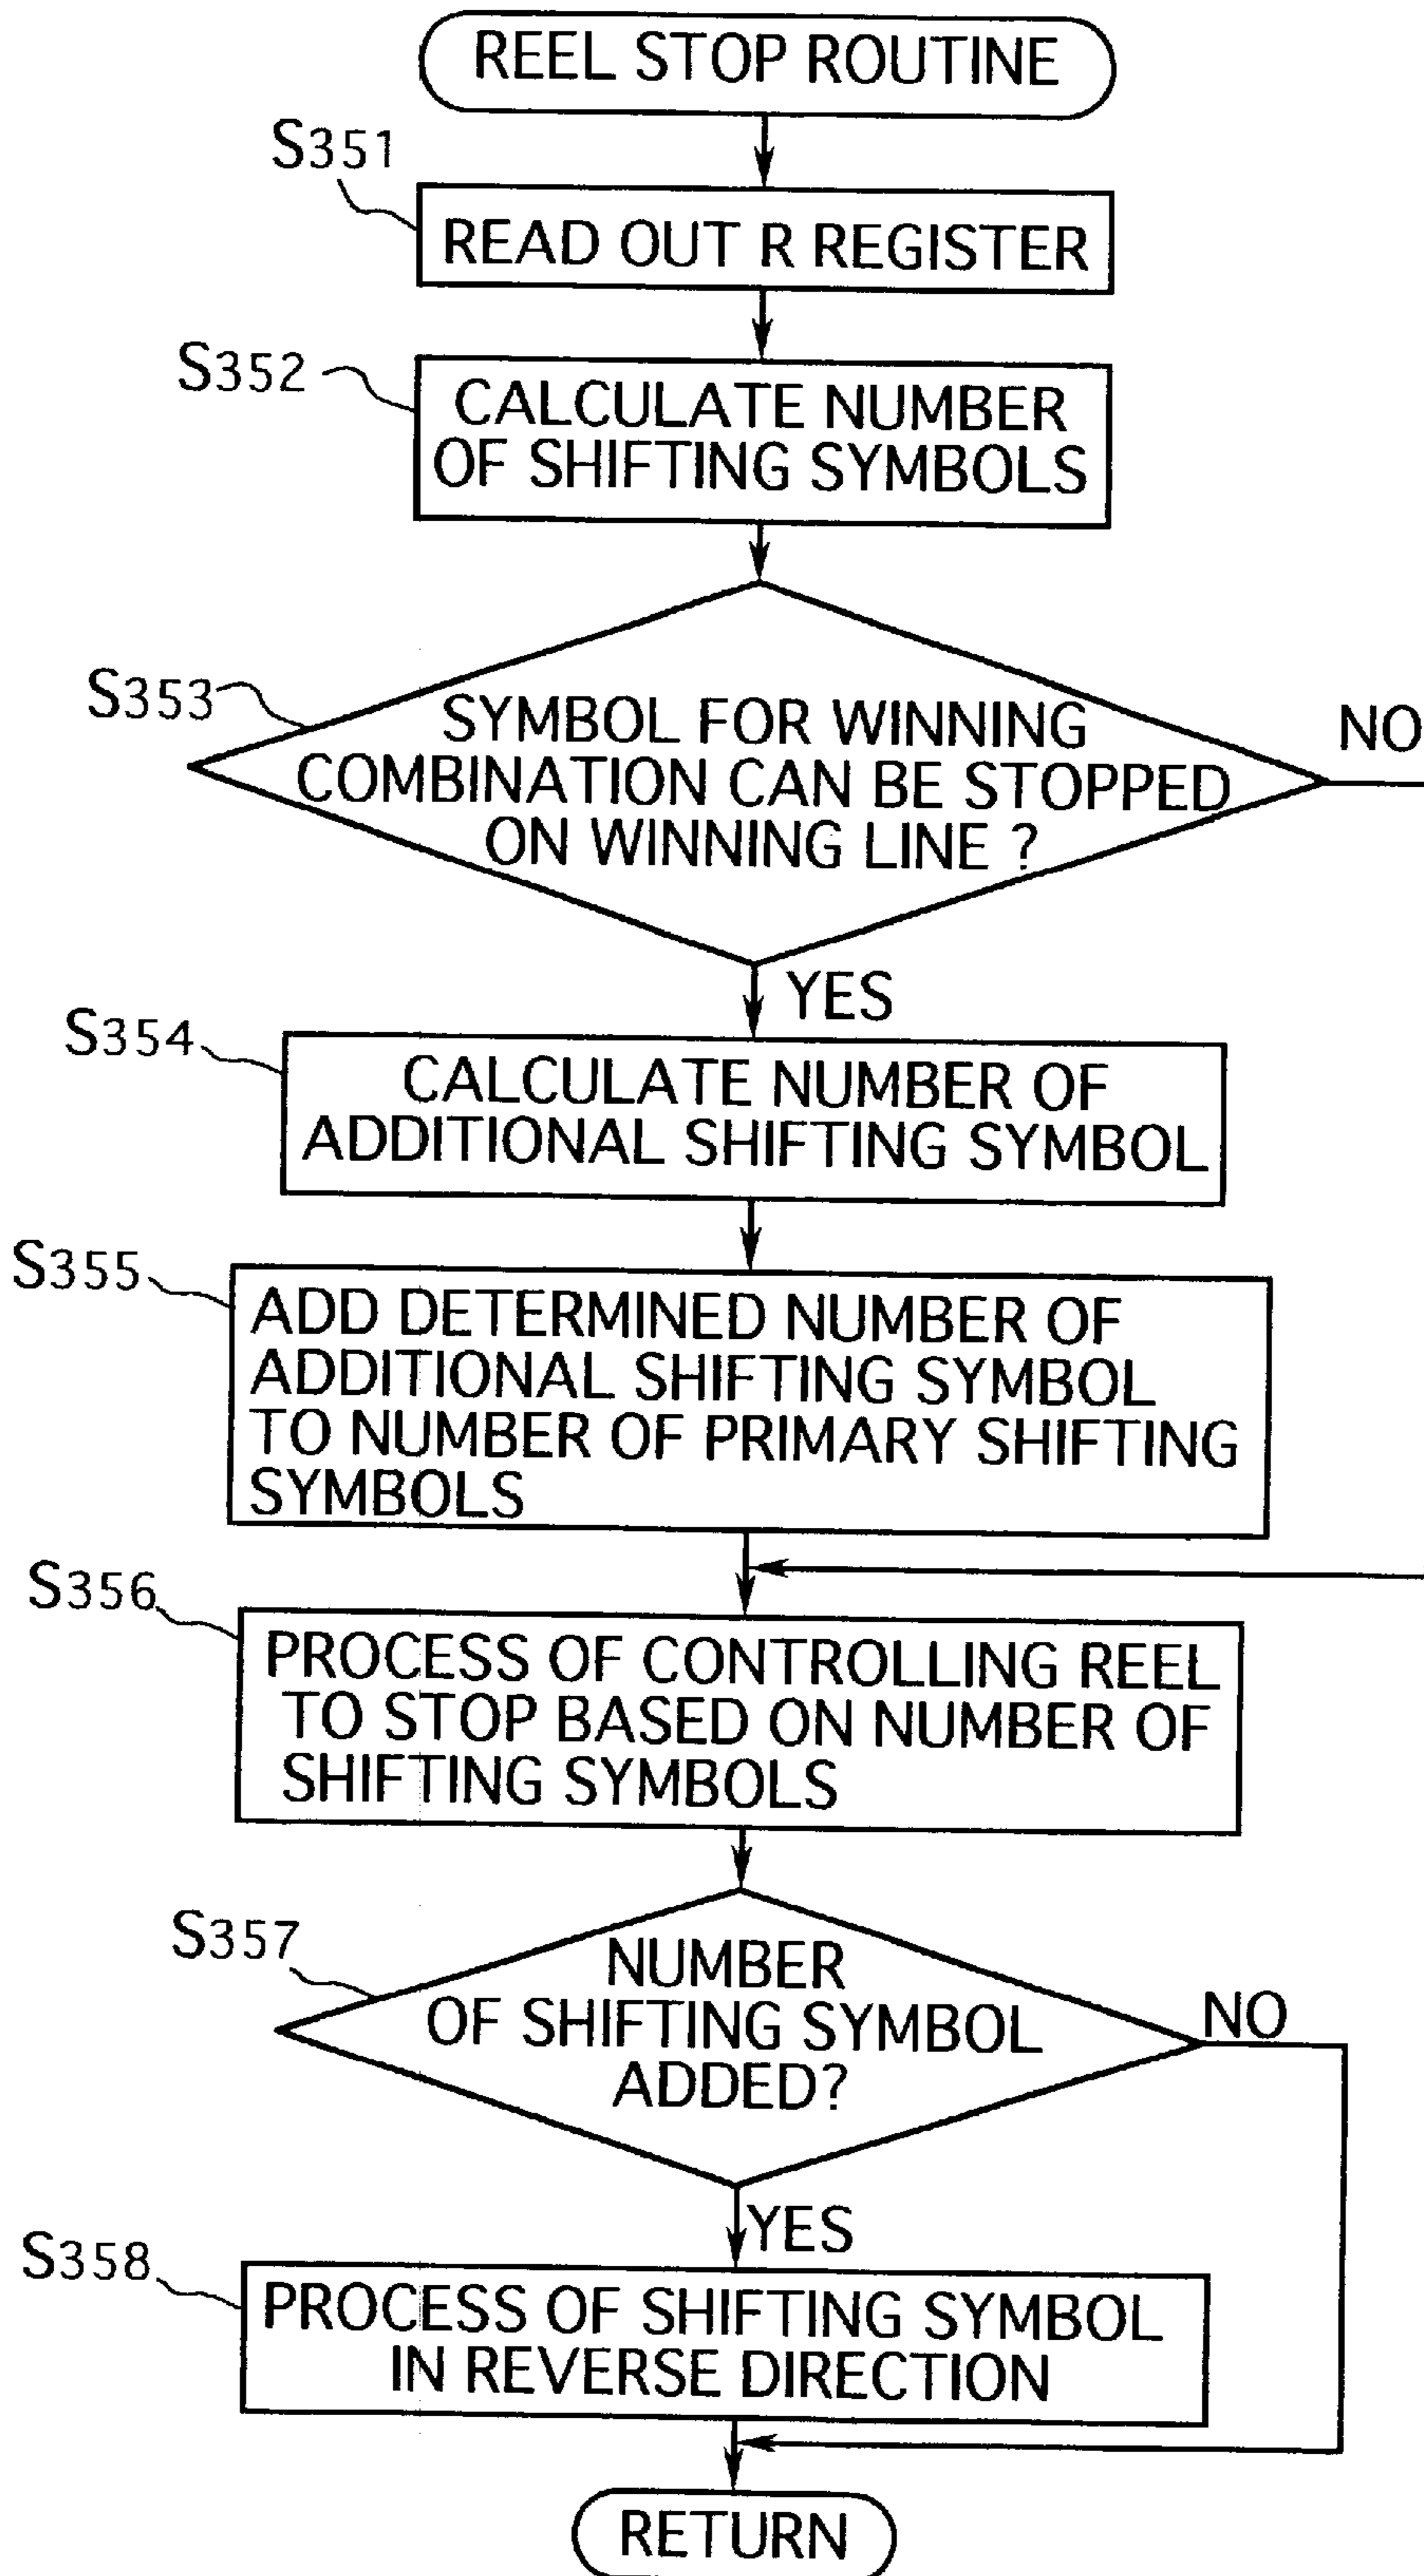 REEL STOP ROUTINE
S351
READ OUT R REGISTER
S352
CALCULATE NUMBER
OF SHIFTING SYMBOLS
S353
SYMBOL FOR WINNING
COMBINATION CAN BE STOPPED
ON WINNING LINE ?
NO
YES
S354
CALCULATE NUMBER OF
ADDITIONAL SHIFTING SYMBOL
S355
ADD DETERMINED NUMBER OF
ADDITIONAL SHIFTING SYMBOL
TO NUMBER OF PRIMARY SHIFTING
SYMBOLS
S356
PROCESS OF CONTROLLING REEL
TO STOP BASED ON NUMBER OF
SHIFTING SYMBOLS
S357
NUMBER
OF SHIFTING SYMBOL
ADDED?
NO
YES
S358
PROCESS OF SHIFTING SYMBOL
IN REVERSE DIRECTION
RETURN